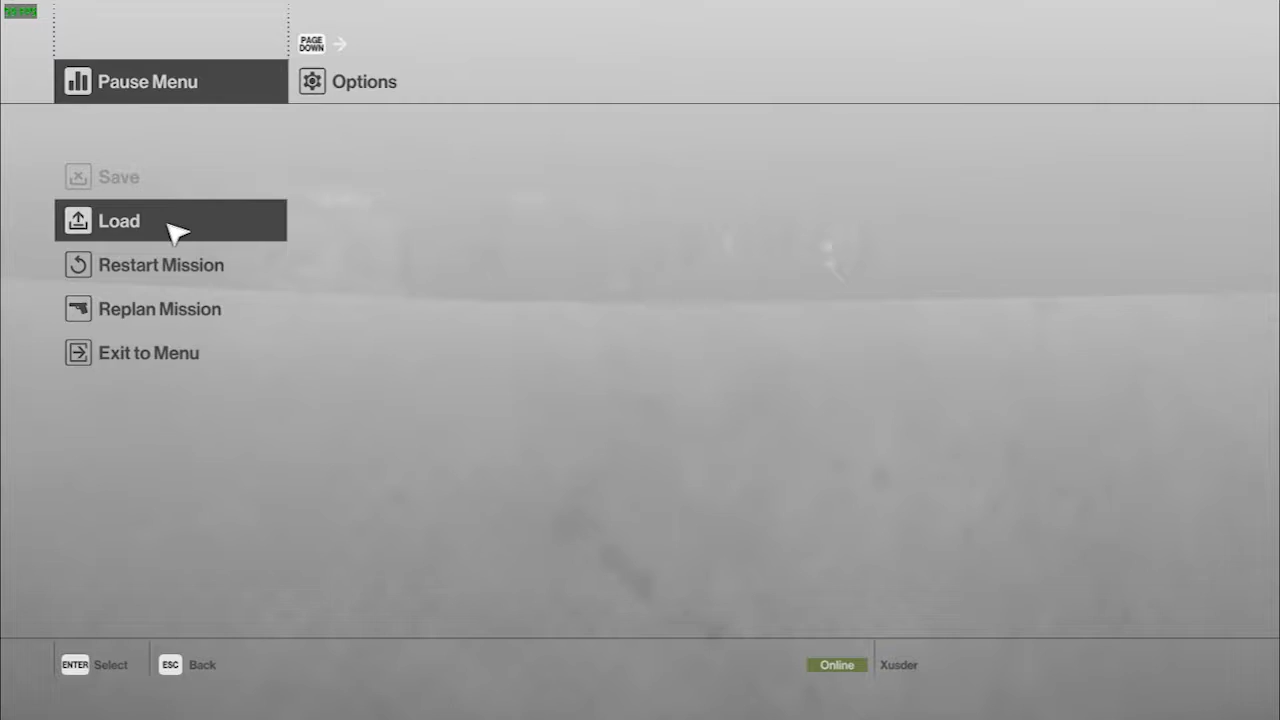 PAGE
DOWN
Pause Menu
Options
Save
Load
Restart Mission
Replan Mission
Exit to Menu
ENTER Select
ESC Back
Online
Xusder